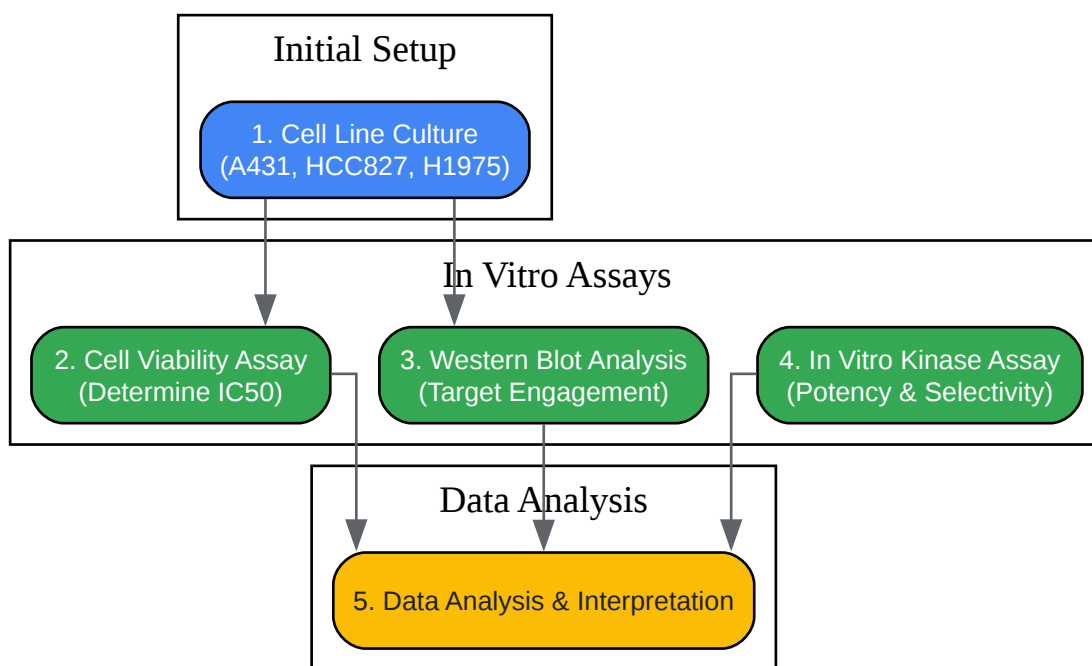 Initial Setup
1. Cell Line Culture
(A431, HCC827, H1975)
In Vitro Assays
2. Cell Viability Assay
(Determine IC50)
3. Western Blot Analysis
(Target Engagement)
4. In Vitro Kinase Assay
(Potency & Selectivity)
Data Analysis
5. Data Analysis & Interpretation